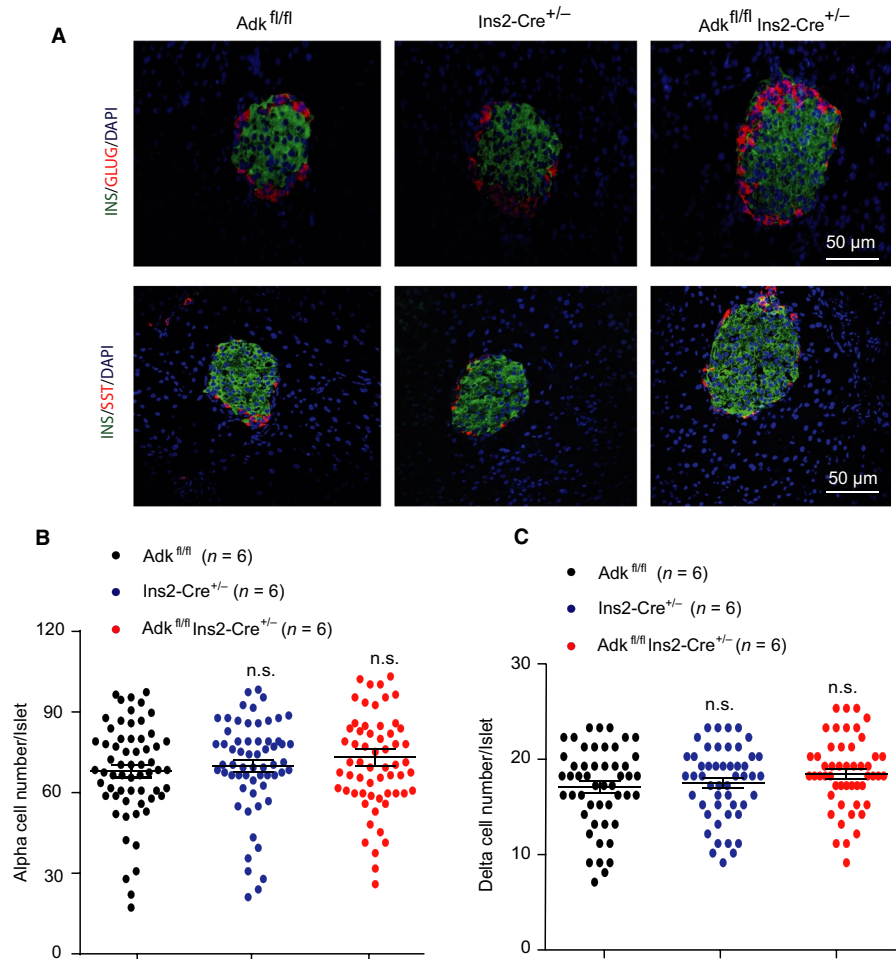 A
Adk fl/fl
Ins2-Cre+/–
Adk fl/fl Ins2-Cre+/–
INS/GLUG/DAPI
50 µm
INS/SST/DAPI
50 µm
B
Adk fl/fl (n = 6)
Ins2-Cre+/– (n = 6)
Adk fl/fl Ins2-Cre+/– (n = 6)
Alpha cell number/Islet
120
90
60
30
0
n.s.
n.s.
C
Adk fl/fl (n = 6)
Ins2-Cre+/– (n = 6)
Adk fl/fl Ins2-Cre+/– (n = 6)
Delta cell number/Islet
30
20
10
0
n.s.
n.s.